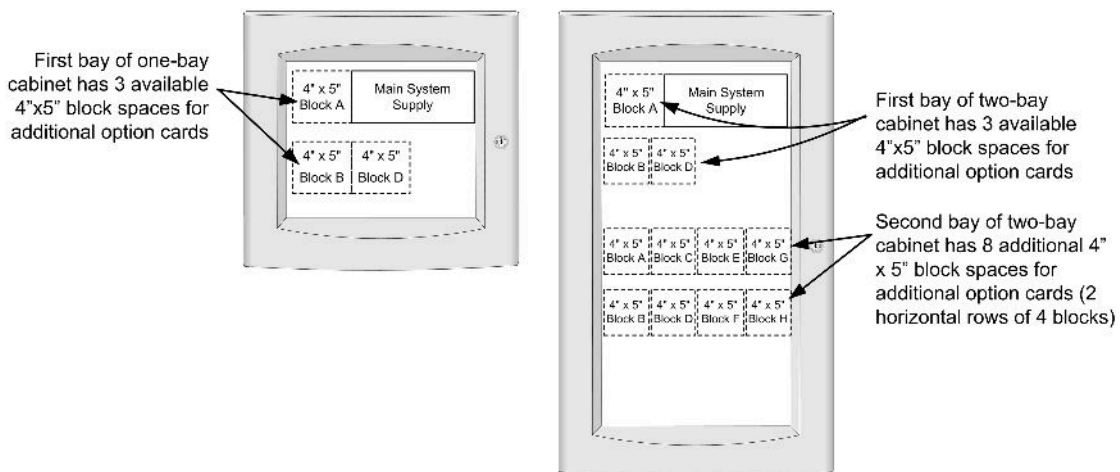 First bay of one-bay
cabinet has 3 available
4"x5" block spaces for
additional option cards
4" x 5"
Block A
Main System
Supply
4" x 5"
Block B
4" x 5"
Block D
4" x 5"
Block A
Main System
Supply
4" x 5"
Block B
4" x 5"
Block D
4" x 5"
Block A
4" x 5"
Block C
4" x 5"
Block E
4" x 5"
Block G
4" x 5"
Block B
4" x 5"
Block D
4" x 5"
Block F
4" x 5"
Block H
First bay of two-bay
cabinet has 3 available
4"x5" block spaces for
additional option cards
Second bay of two-bay
cabinet has 8 additional 4"
x 5" block spaces for
additional option cards (2
horizontal rows of 4 blocks)